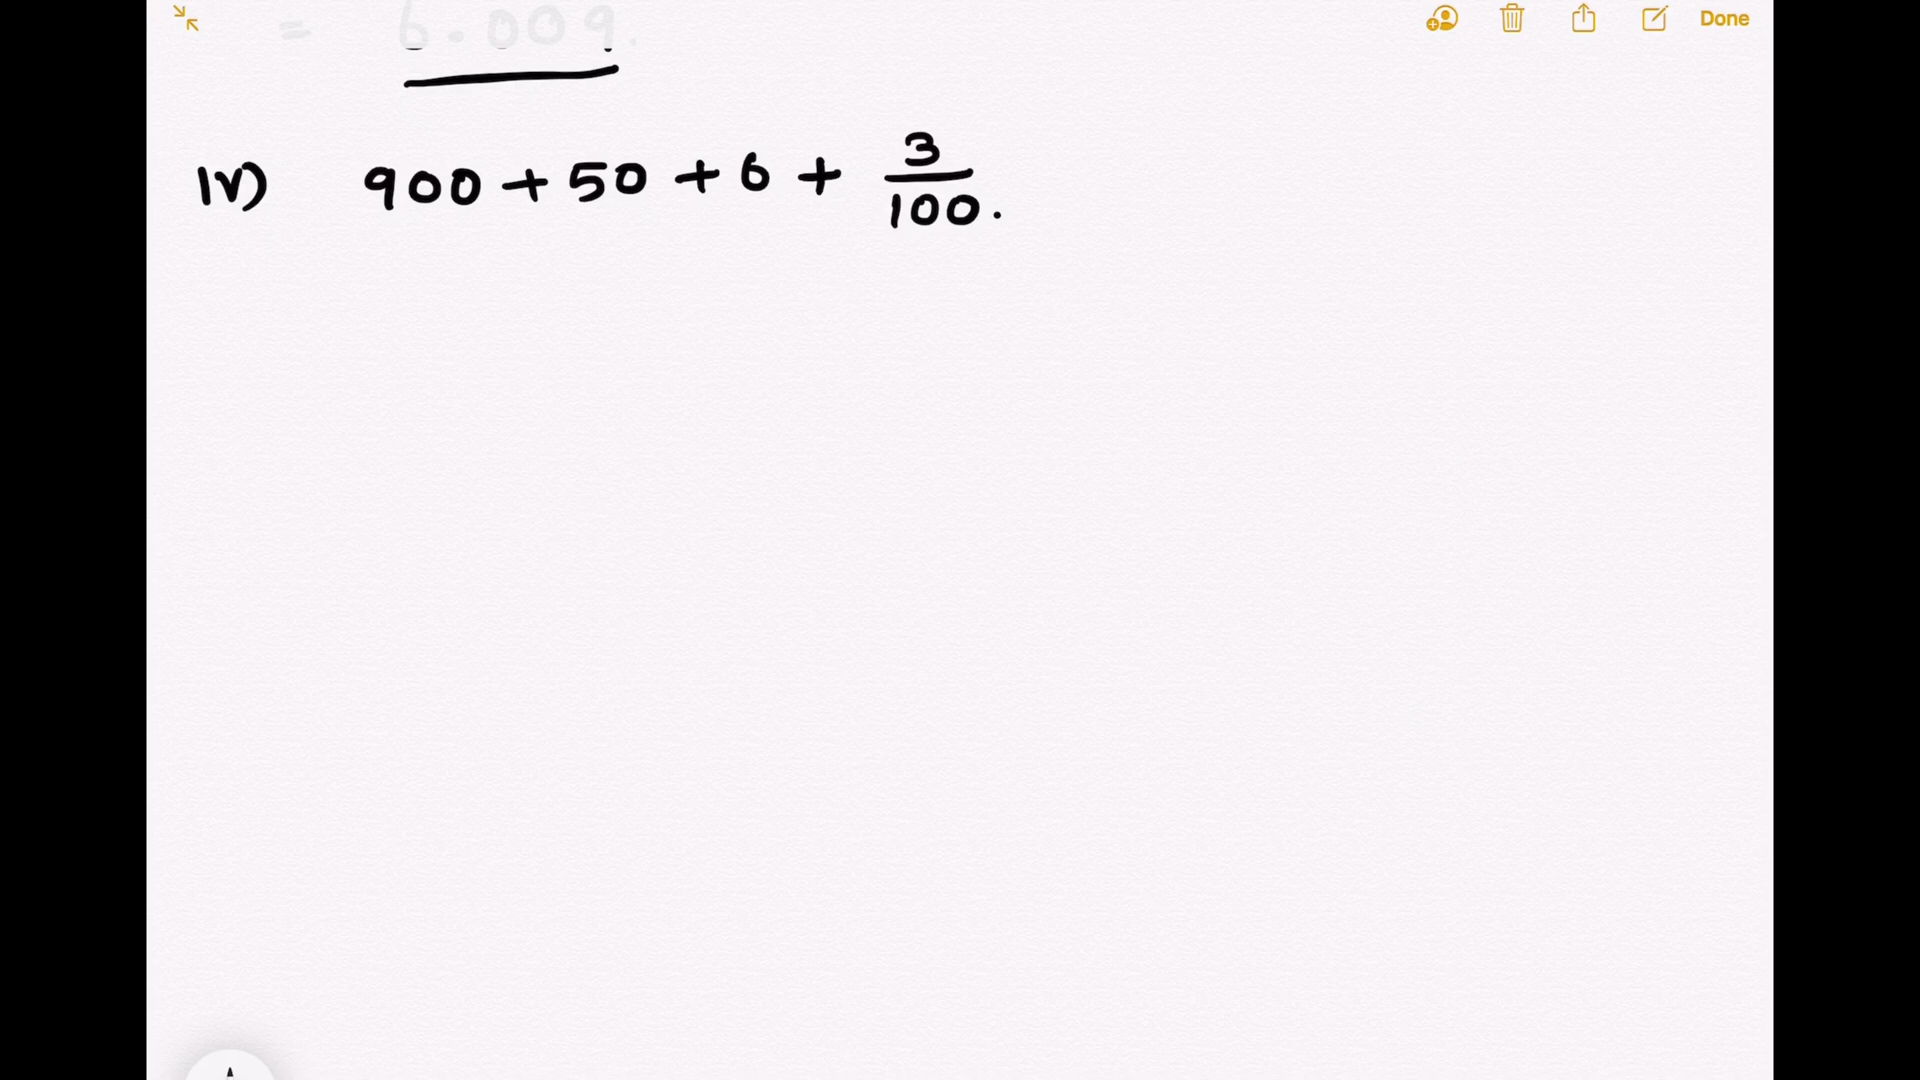 = 6.009.
Done
IV) 900 + 50 + 6 + 3/100.